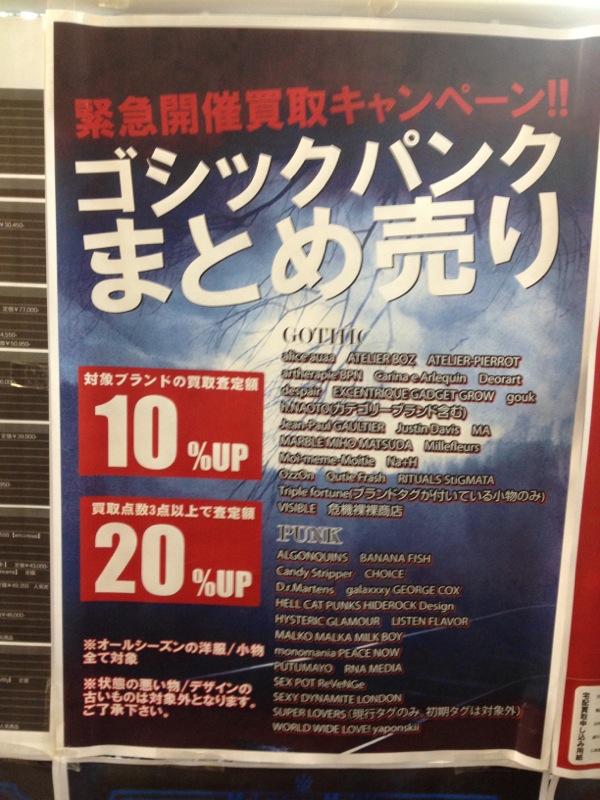 緊急開催買取キャンペーン!!
ゴシックパンク
まとめ売り
GOTHIC
alice auaa ATELIER BOZ ATELIER-PIERROT
artherapie BPN Carina e Arlequin Deorart
despair EXCENTRIQUE GADGET GROW gouk
h.NAOTO(カテゴリーブランド含む)
Jean-Paul GAULTIER Justin Davis MA
MARBLE MIHO MATSUDA Millefleurs
Moi-meme-Moitie Na+H
OzzOn Qutie Frash RITUALS StiGMATA
Triple fortune(ブランドタグが付いている小物のみ)
VISIBLE 危機裸裸商店
対象ブランドの買取査定額
10%UP
買取点数3点以上で査定額
20%UP
PUNK
ALGONQUINS BANANA FISH
Candy Stripper CHOICE
D.r.Martens galaxxxy GEORGE COX
HELL CAT PUNKS HIDEROCK Design
HYSTERIC GLAMOUR LISTEN FLAVOR
MALKO MALKA MILK BOY
monomania PEACE NOW
PUTUMAYO RNA MEDIA
SEX POT ReVeNGe
SEXY DYNAMITE LONDON
SUPER LOVERS (現行タグのみ、初期タグは対象外)
WORLD WIDE LOVE! yaponskii
※オールシーズンの洋服/小物
全て対象
※状態の悪い物/デザインの
古いものは対象外となります。
ご了承下さい。
宅配買取申し込み用紙